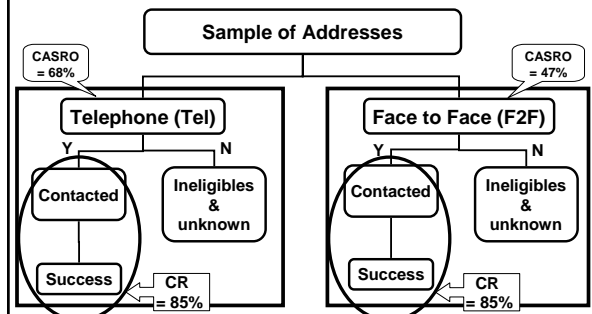 Sample of Addresses
CASRO
= 68%
CASRO
= 47%
Telephone (Tel)
Y
N
Contacted
Ineligibles
&
unknown
Success
CR
= 85%
Face to Face (F2F)
Y
N
Contacted
Ineligibles
&
unknown
Success
CR
= 85%